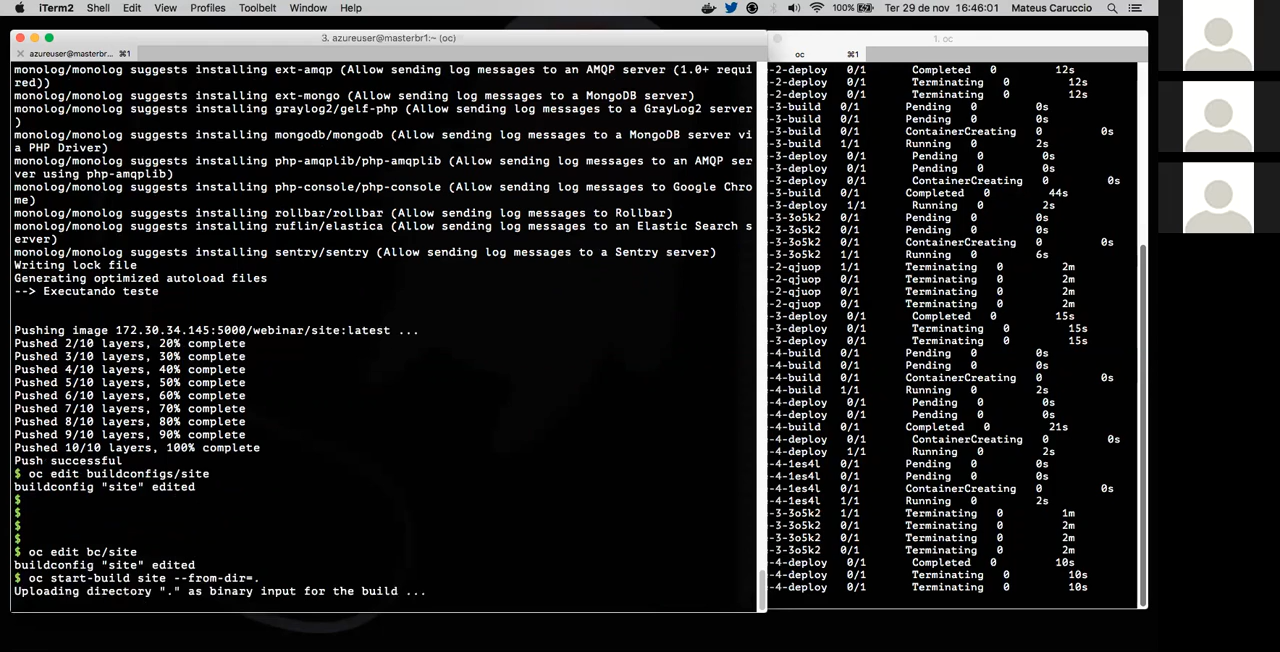 iTerm2 Shell Edit View Profiles Toolbelt Window Help 100% Ter 29 de nov 16:46:01 Mateus Caruccio
3. azureuser@masterbr1:~ (oc)
azureuser@masterbr... ⌘1
monolog/monolog suggests installing ext-amqp (Allow sending log messages to an AMQP server (1.0+ requi
red))
monolog/monolog suggests installing ext-mongo (Allow sending log messages to a MongoDB server)
monolog/monolog suggests installing graylog2/gelf-php (Allow sending log messages to a GrayLog2 server
)
monolog/monolog suggests installing mongodb/mongodb (Allow sending log messages to a MongoDB server vi
a PHP Driver)
monolog/monolog suggests installing php-amqplib/php-amqplib (Allow sending log messages to an AMQP ser
ver using php-amqplib)
monolog/monolog suggests installing php-console/php-console (Allow sending log messages to Google Chro
me)
monolog/monolog suggests installing rollbar/rollbar (Allow sending log messages to Rollbar)
monolog/monolog suggests installing ruflin/elastica (Allow sending log messages to an Elastic Search s
erver)
monolog/monolog suggests installing sentry/sentry (Allow sending log messages to a Sentry server)
Writing lock file
Generating optimized autoload files
--> Executando teste
Pushing image 172.30.34.145:5000/webinar/site:latest ...
Pushed 2/10 layers, 20% complete
Pushed 3/10 layers, 30% complete
Pushed 4/10 layers, 40% complete
Pushed 5/10 layers, 50% complete
Pushed 6/10 layers, 60% complete
Pushed 7/10 layers, 70% complete
Pushed 8/10 layers, 80% complete
Pushed 9/10 layers, 90% complete
Pushed 10/10 layers, 100% complete
Push successful
$ oc edit buildconfigs/site
buildconfig "site" edited
$
$
$
$
$ oc edit bc/site
buildconfig "site" edited
$ oc start-build site --from-dir=.
Uploading directory "." as binary input for the build ...
1. oc
oc ⌘1
-2-deploy 0/1 Completed 0 12s
-2-deploy 0/1 Terminating 0 12s
-2-deploy 0/1 Terminating 0 12s
-3-build 0/1 Pending 0 0s
-3-build 0/1 Pending 0 0s
-3-build 0/1 ContainerCreating 0 0s
-3-build 1/1 Running 0 2s
-3-deploy 0/1 Pending 0 0s
-3-deploy 0/1 Pending 0 0s
-3-deploy 0/1 ContainerCreating 0 0s
-3-build 0/1 Completed 0 44s
-3-deploy 1/1 Running 0 2s
-3-3o5k2 0/1 Pending 0 0s
-3-3o5k2 0/1 Pending 0 0s
-3-3o5k2 0/1 ContainerCreating 0 0s
-3-3o5k2 1/1 Running 0 6s
-2-qjuop 1/1 Terminating 0 2m
-2-qjuop 0/1 Terminating 0 2m
-2-qjuop 0/1 Terminating 0 2m
-2-qjuop 0/1 Terminating 0 2m
-3-deploy 0/1 Completed 0 15s
-3-deploy 0/1 Terminating 0 15s
-3-deploy 0/1 Terminating 0 15s
-4-build 0/1 Pending 0 0s
-4-build 0/1 Pending 0 0s
-4-build 0/1 ContainerCreating 0 0s
-4-build 1/1 Running 0 2s
-4-deploy 0/1 Pending 0 0s
-4-deploy 0/1 Pending 0 0s
-4-build 0/1 Completed 0 21s
-4-deploy 0/1 ContainerCreating 0 0s
-4-deploy 1/1 Running 0 2s
-4-1es4l 0/1 Pending 0 0s
-4-1es4l 0/1 Pending 0 0s
-4-1es4l 0/1 ContainerCreating 0 0s
-4-1es4l 1/1 Running 0 2s
-3-3o5k2 1/1 Terminating 0 1m
-3-3o5k2 0/1 Terminating 0 2m
-3-3o5k2 0/1 Terminating 0 2m
-3-3o5k2 0/1 Terminating 0 2m
-4-deploy 0/1 Completed 0 10s
-4-deploy 0/1 Terminating 0 10s
-4-deploy 0/1 Terminating 0 10s